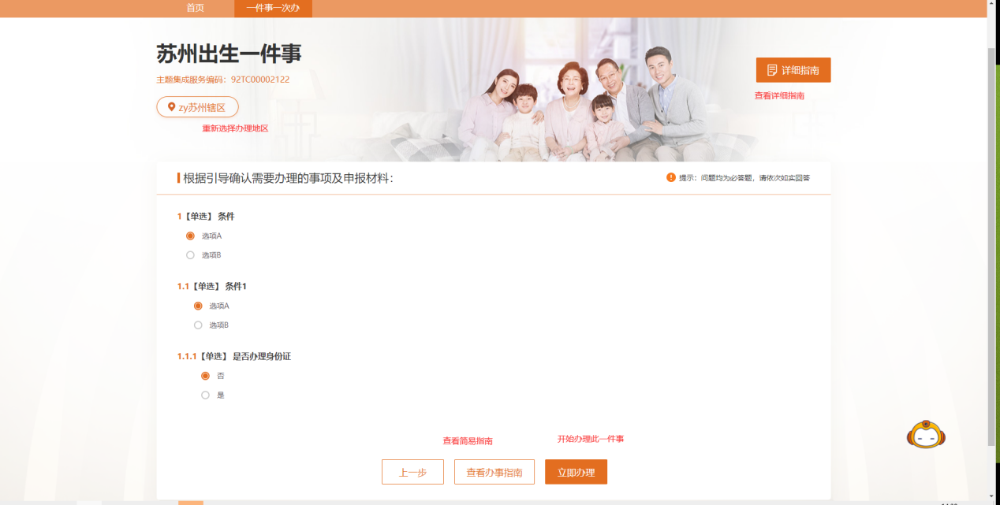 首页
一件事一次办
苏州出生一件事
主题集成服务编码：92TC00002122
详细指南
查看详细指南
zy苏州辖区
重新选择办理地区
根据引导确认需要办理的事项及申报材料：
提示：问题均为必答题，请依次如实回答
1【单选】 条件
选项A
选项B
1.1【单选】 条件1
选项A
选项B
1.1.1【单选】 是否办理身份证
否
是
查看简易指南
开始办理此一件事
上一步
查看办事指南
立即办理